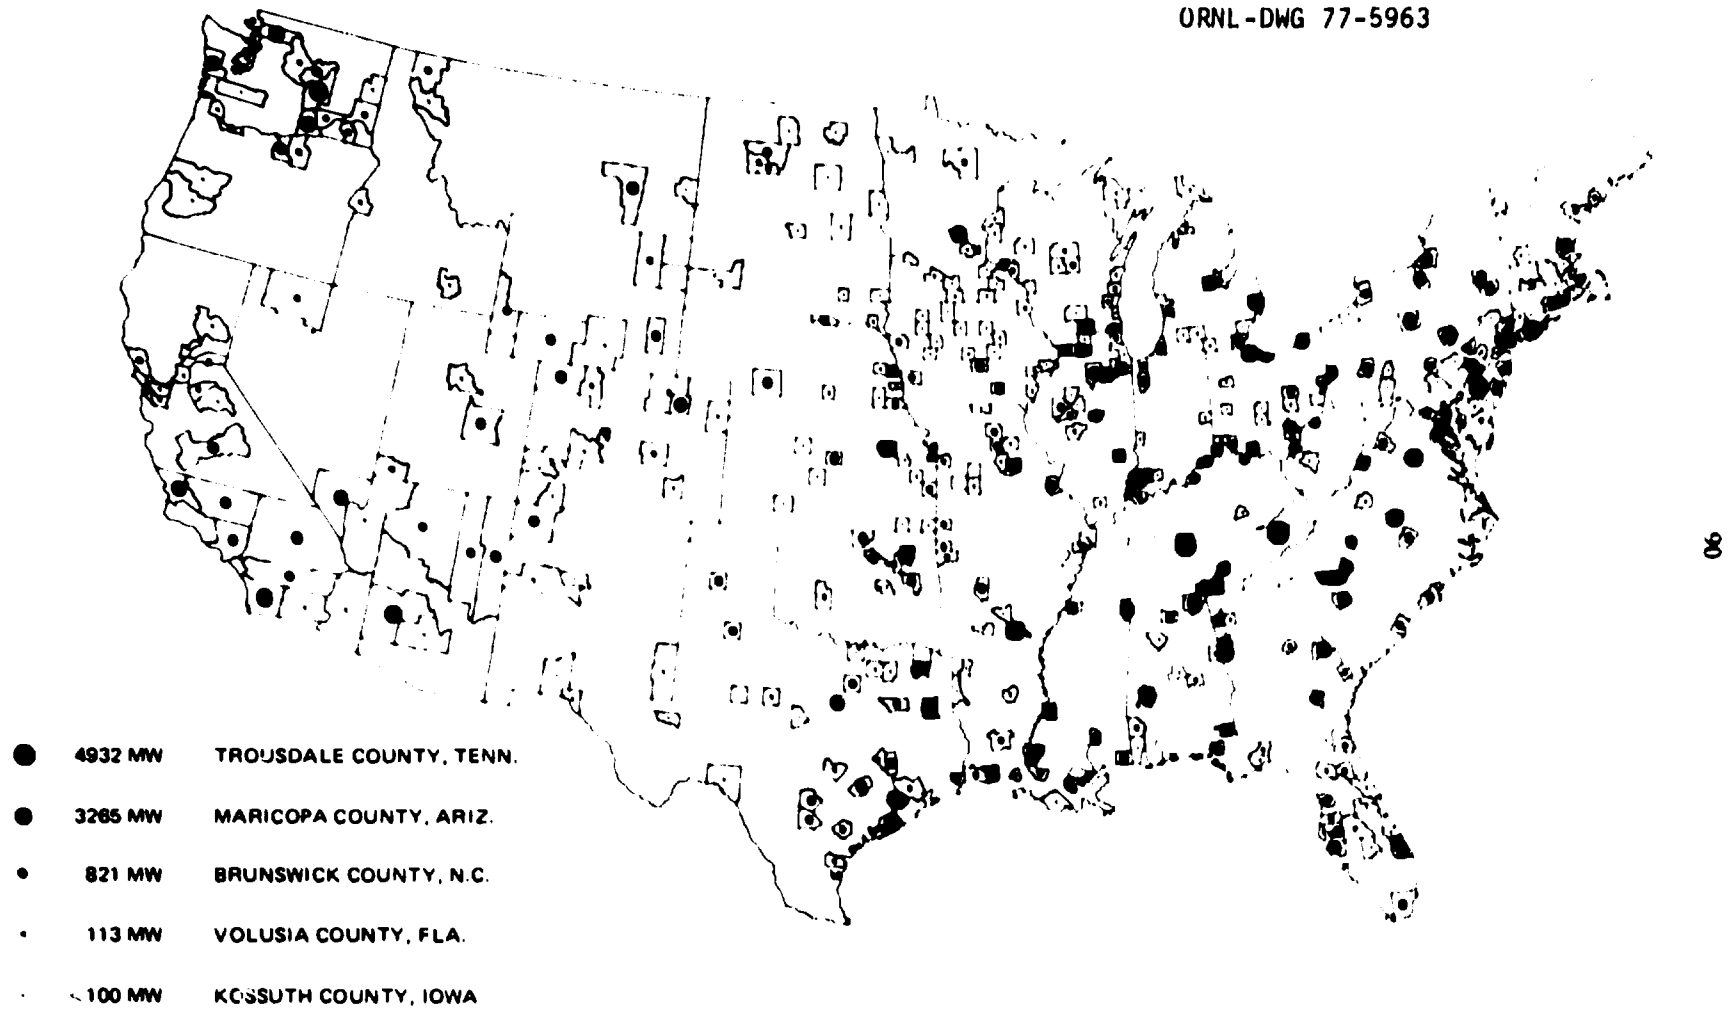 ORNL-DWG 77-5963
90
4932 MW TROUSDALE COUNTY, TENN.
3265 MW MARICOPA COUNTY, ARIZ.
821 MW BRUNSWICK COUNTY, N.C.
113 MW VOLUSIA COUNTY, FLA.
<100 MW KOSSUTH COUNTY, IOWA